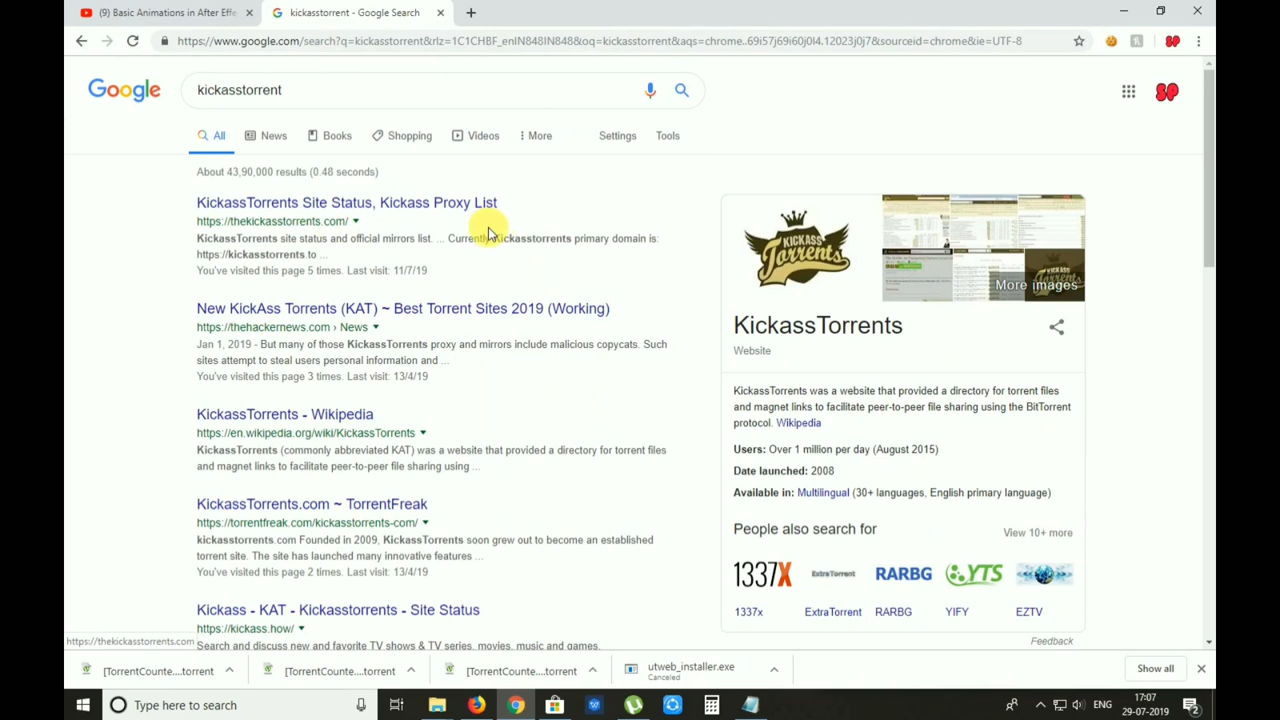 (9) Basic Animations in After Effe
kickasstorrent - Google Search
https://www.google.com/search?q=kickasstorrent&rlz=1C1CHBF_enIN848IN848&oq=kickasstorrent&aqs=chrome..69i57j69i60j0l4.12023j0j7&sourceid=chrome&ie=UTF-8
SP
Google
kickasstorrent
SP
All
News
Books
Shopping
Videos
More
Settings
Tools
About 43,90,000 results (0.48 seconds)
KickassTorrents Site Status, Kickass Proxy List
https://thekickasstorrents.com/
KickassTorrents site status and official mirrors list. ... Currently Kickasstorrents primary domain is:
https://kickasstorrents.to ...
You've visited this page 5 times. Last visit: 11/7/19
New KickAss Torrents (KAT) ~ Best Torrent Sites 2019 (Working)
https://thehackernews.com › News
Jan 1, 2019 - But many of those KickassTorrents proxy and mirrors include malicious copycats. Such
sites attempt to steal users personal information and ...
You've visited this page 3 times. Last visit: 13/4/19
KickassTorrents - Wikipedia
https://en.wikipedia.org/wiki/KickassTorrents
KickassTorrents (commonly abbreviated KAT) was a website that provided a directory for torrent files
and magnet links to facilitate peer-to-peer file sharing using ...
KickassTorrents.com ~ TorrentFreak
https://torrentfreak.com/kickasstorrents-com/
kickasstorrents.com Founded in 2009, KickassTorrents soon grew out to become an established
torrent site. The site has launched many innovative features ...
You've visited this page 2 times. Last visit: 13/4/19
Kickass - KAT - Kickasstorrents - Site Status
https://kickass.how/
Search and discuss new and favorite TV shows & TV series, movies, music and games.
https://thekickasstorrents.com
KICKASS
TORRENTS
More images
KickassTorrents
Website
KickassTorrents was a website that provided a directory for torrent files
and magnet links to facilitate peer-to-peer file sharing using the BitTorrent
protocol. Wikipedia
Users: Over 1 million per day (August 2015)
Date launched: 2008
Available in: Multilingual (30+ languages, English primary language)
People also search for
View 10+ more
1337X
ExtraTorrent
RARBG
YTS
1337x
ExtraTorrent
RARBG
YIFY
EZTV
Feedback
[TorrentCounte....torrent
[TorrentCounte....torrent
[TorrentCounte....torrent
utweb_installer.exe
Canceled
Show all
Type here to search
ENG
17:07
29-07-2019
2